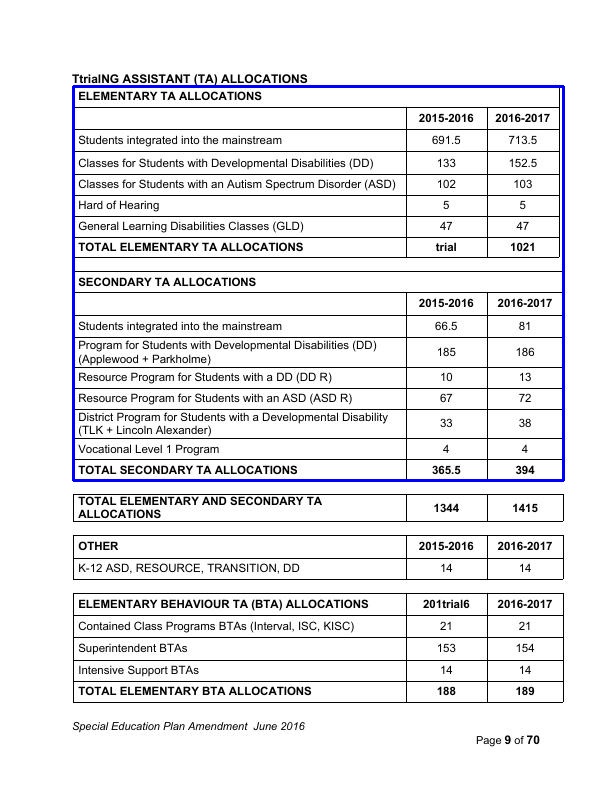 TtrialNG ASSISTANT (TA) ALLOCATIONS
ELEMENTARY TA ALLOCATIONS
2015-2016 2016-2017
Students integrated into the mainstream 691.5 713.5
Classes for Students with Developmental Disabilities (DD) 133 152.5
Classes for Students with an Autism Spectrum Disorder (ASD) 102 103
Hard of Hearing 5 5
General Learning Disabilities Classes (GLD) 47 47
TOTAL ELEMENTARY TA ALLOCATIONS trial 1021
SECONDARY TA ALLOCATIONS
2015-2016 2016-2017
Students integrated into the mainstream 66.5 81
Program for Students with Developmental Disabilities (DD)
(Applewood + Parkholme) 185 186
Resource Program for Students with a DD (DD R) 10 13
Resource Program for Students with an ASD (ASD R) 67 72
District Program for Students with a Developmental Disability
(TLK + Lincoln Alexander) 33 38
Vocational Level 1 Program 4 4
TOTAL SECONDARY TA ALLOCATIONS 365.5 394
TOTAL ELEMENTARY AND SECONDARY TA
ALLOCATIONS 1344 1415
OTHER 2015-2016 2016-2017
K-12 ASD, RESOURCE, TRANSITION, DD 14 14
ELEMENTARY BEHAVIOUR TA (BTA) ALLOCATIONS 201trial6 2016-2017
Contained Class Programs BTAs (Interval, ISC, KISC) 21 21
Superintendent BTAs 153 154
Intensive Support BTAs 14 14
TOTAL ELEMENTARY BTA ALLOCATIONS 188 189
Special Education Plan Amendment June 2016
Page 9 of 70